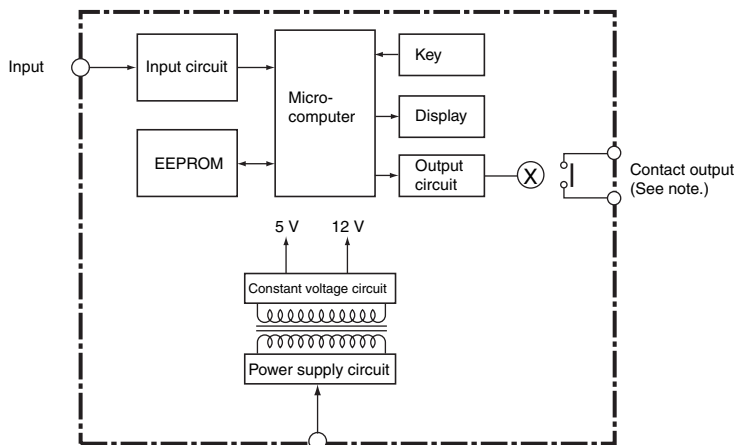 Input
Input circuit
Micro-
computer
Key
Display
EEPROM
Output
circuit
X
Contact output
(See note.)
5 V
12 V
Constant voltage circuit
Power supply circuit